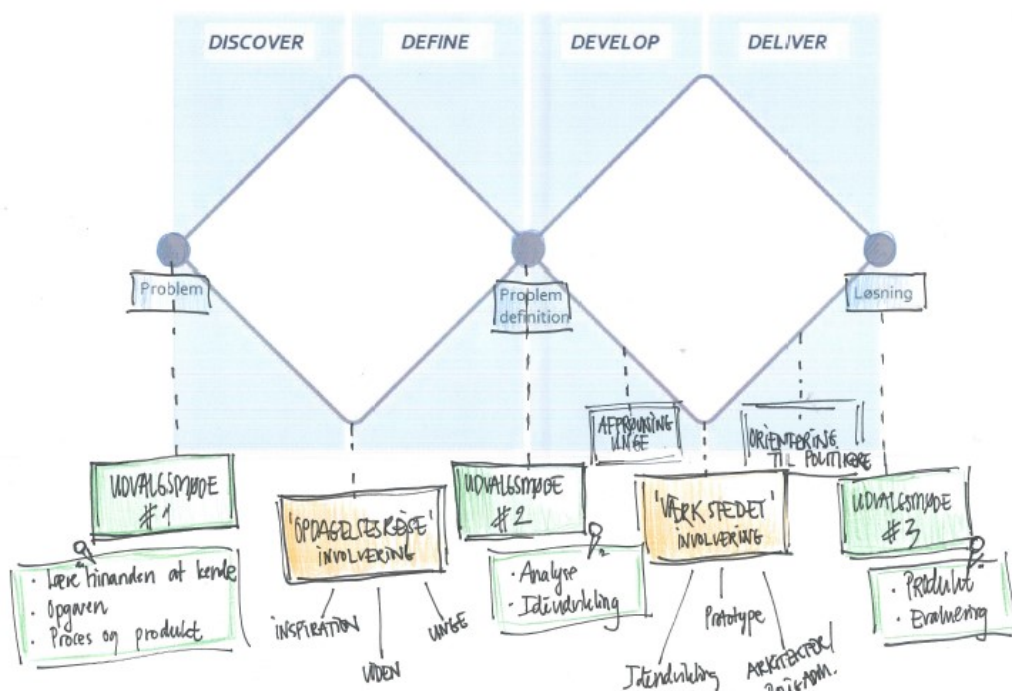 DISCOVER
DEFINE
DEVELOP
DELIVER
Problem
Problem
definition
Løsning
AFPRØVNING
UNGE
ORIENTERING
TIL POLITIKERE
UDVALGSMØDE
#1
· Lære hinanden at kende
· Opgaven
· Proces og produkt
'OPDAGELSESREJSE'
INVOLVERING
INSPIRATION
VIDEN
UNGE
UDVALGSMØDE
#2
· Analyse
· Idéudvikling
'VÆRKSTEDET'
INVOLVERING
Idéudvikling
Prototype
UDVALGSMØDE
#3
· Produkt
· Evaluering